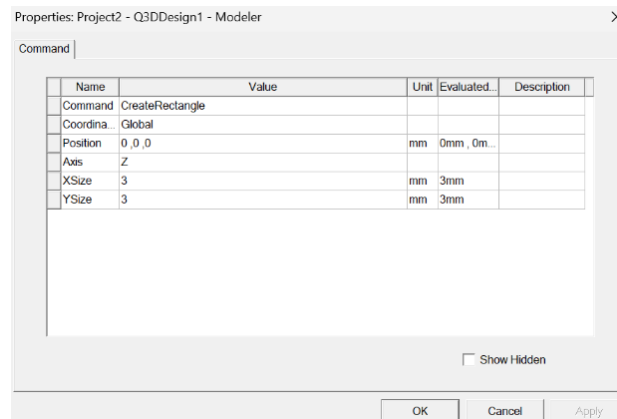 Properties: Project2 - Q3DDesign1 - Modeler
Command
Name Value Unit Evaluated... Description
Command CreateRectangle
Coordina... Global
Position 0 ,0 ,0 mm 0mm , 0m...
Axis Z
XSize 3 mm 3mm
YSize 3 mm 3mm
Show Hidden
OK Cancel Apply